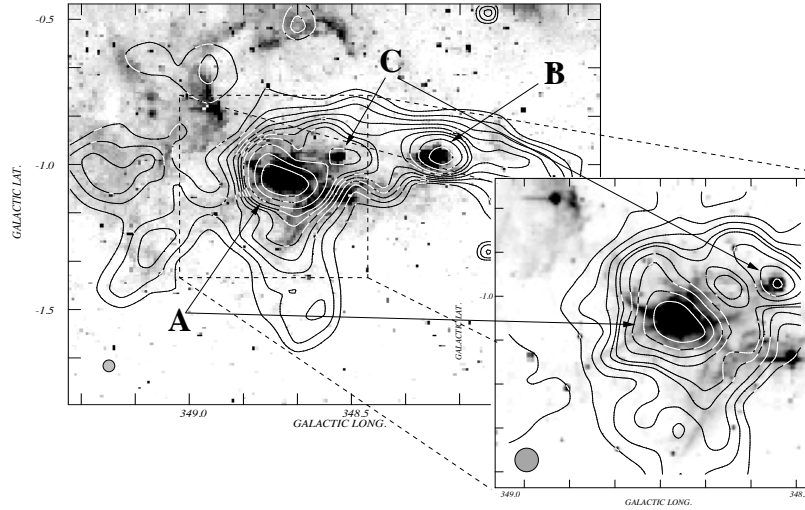 -0.5
C
B
-1.0
GALACTIC LAT.
-1.5
A
349.0
348.5
GALACTIC LONG.
-1.0
GALACTIC LAT.
349.0
348.
GALACTIC LONG.